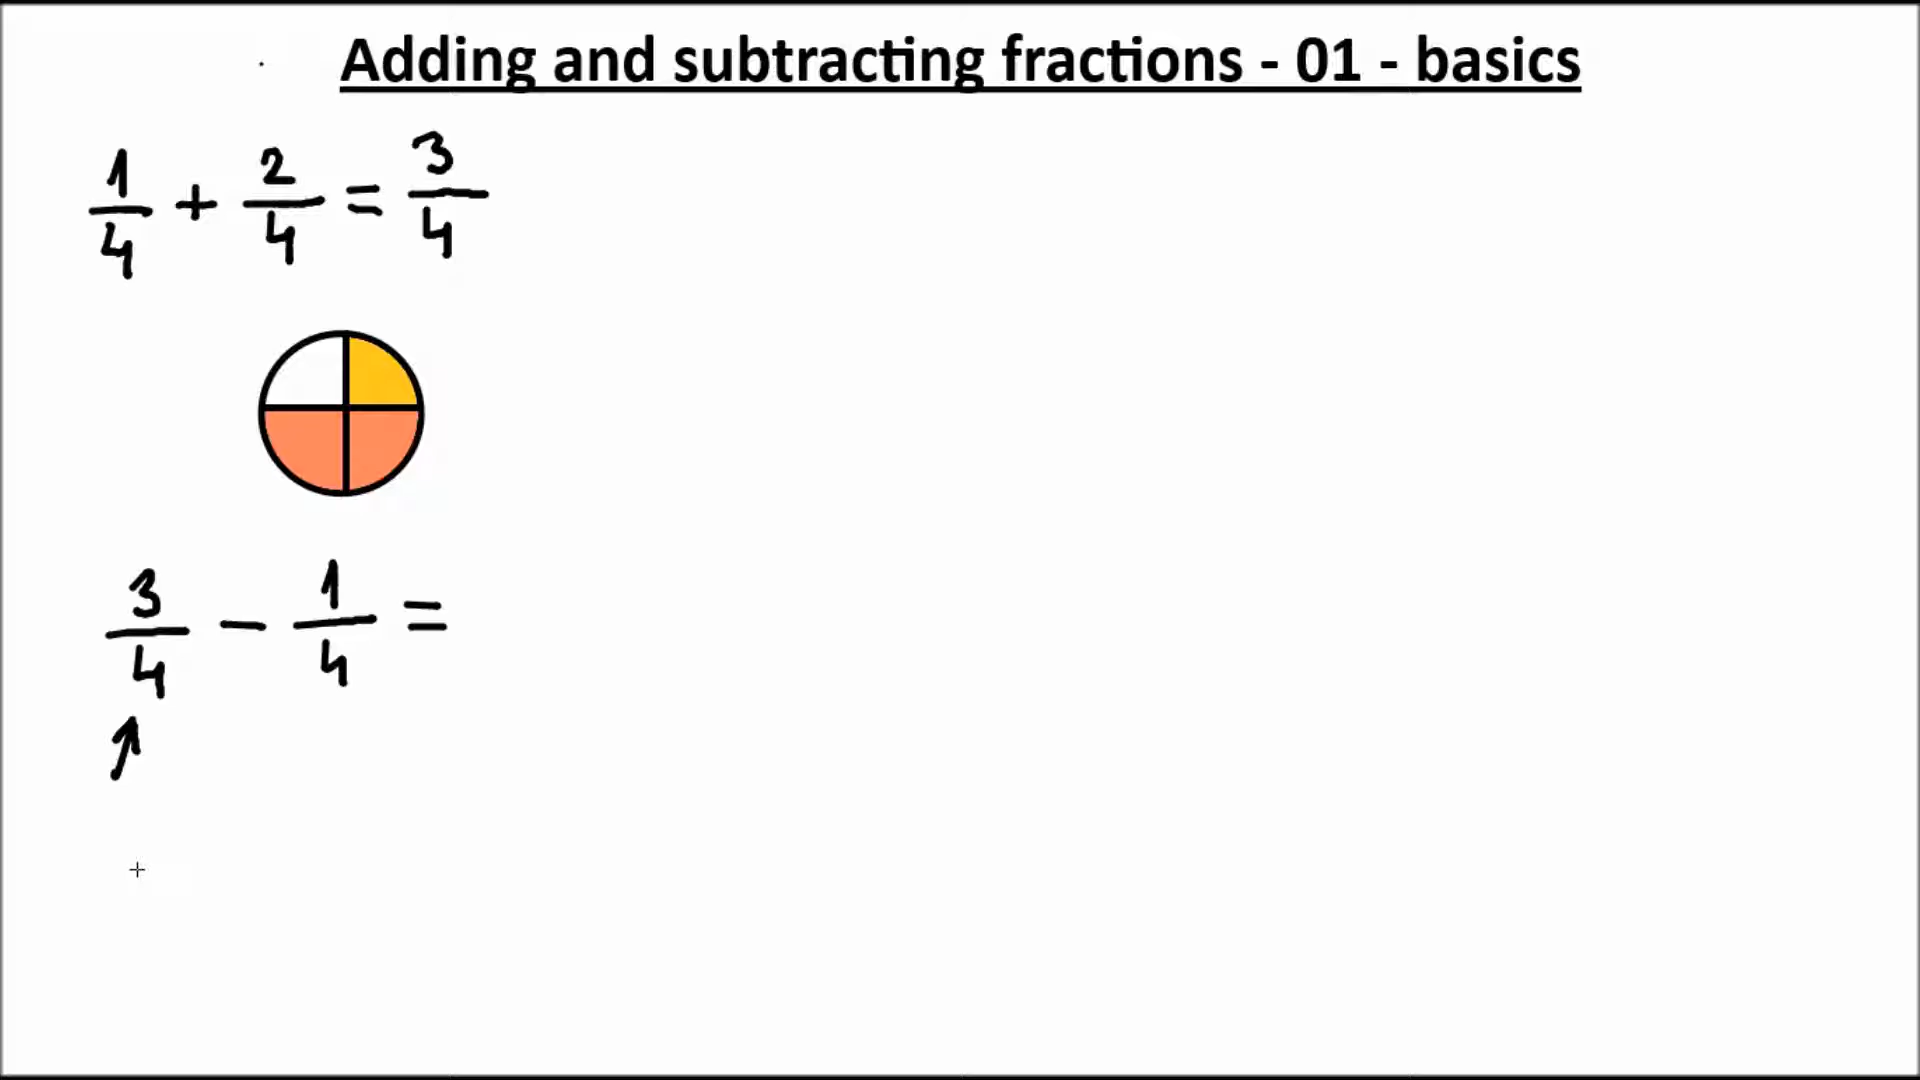 Adding and subtracting fractions - 01 - basics
1/4 + 2/4 = 3/4
3/4 - 1/4 =